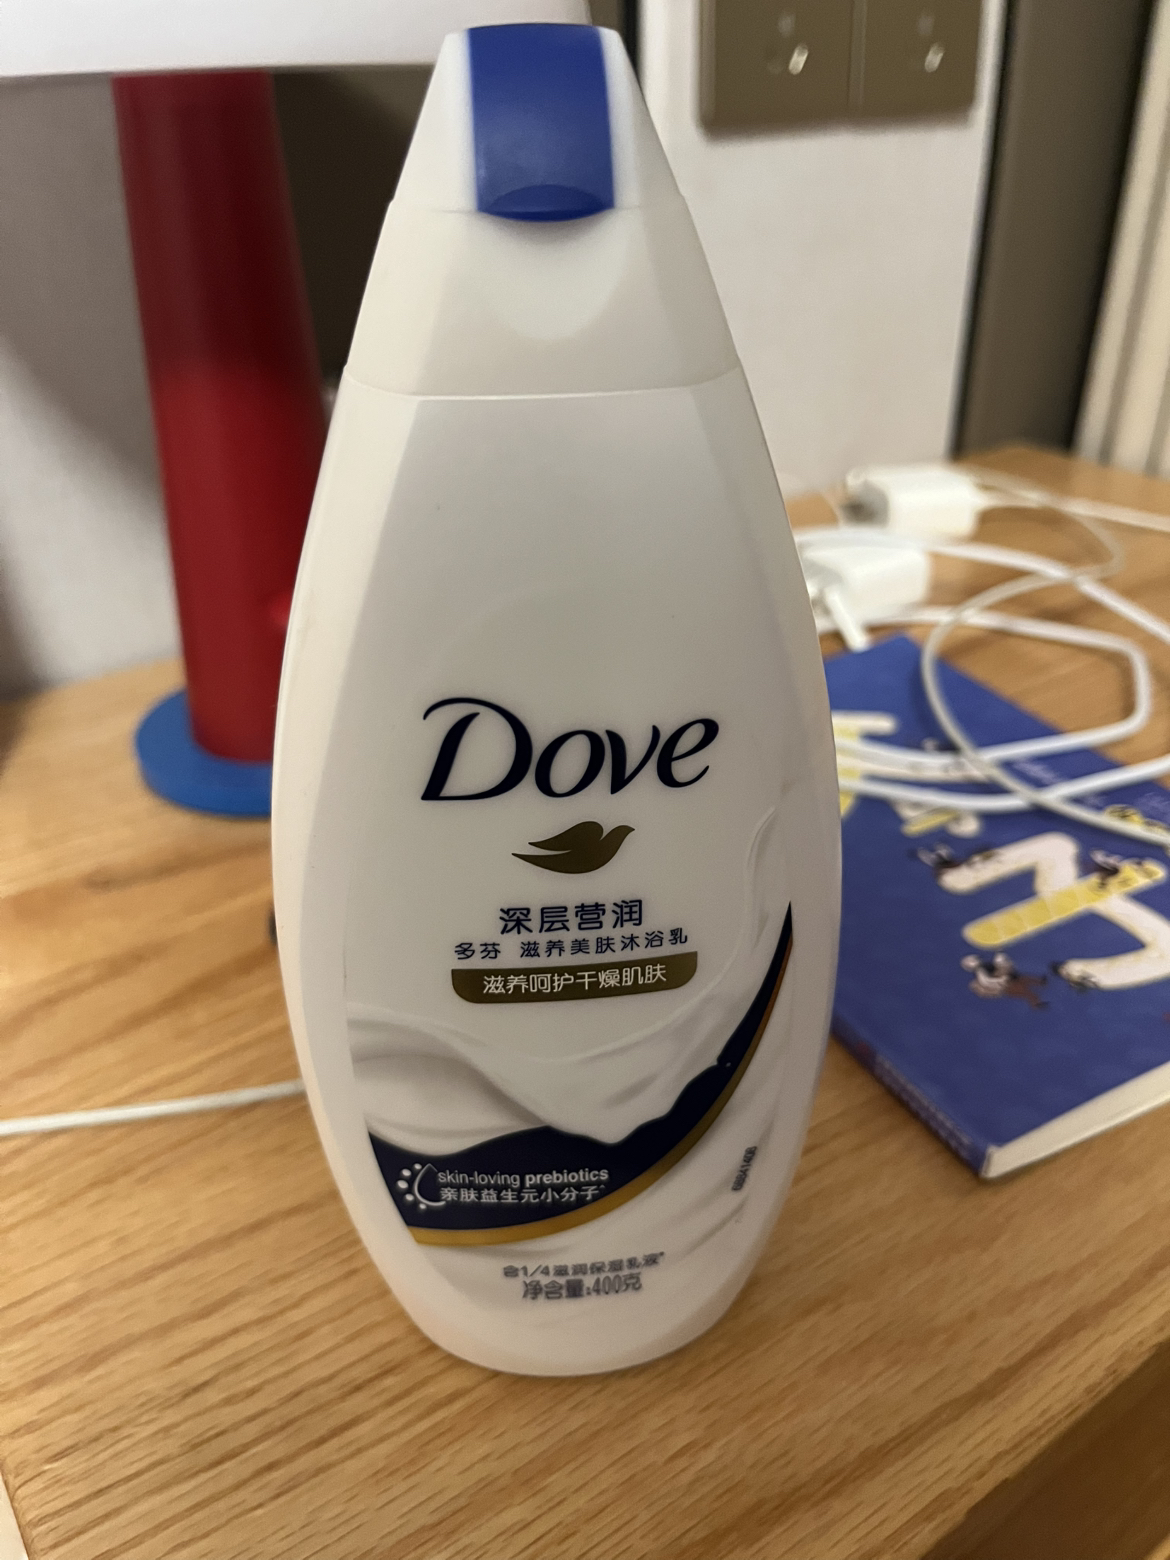 Dove
深层营润
多芬 滋养美肤沐浴乳
滋养呵护干燥肌肤
skin-loving prebiotics
亲肤益生元小分子^
含1/4滋润保湿乳液*
净含量:400克